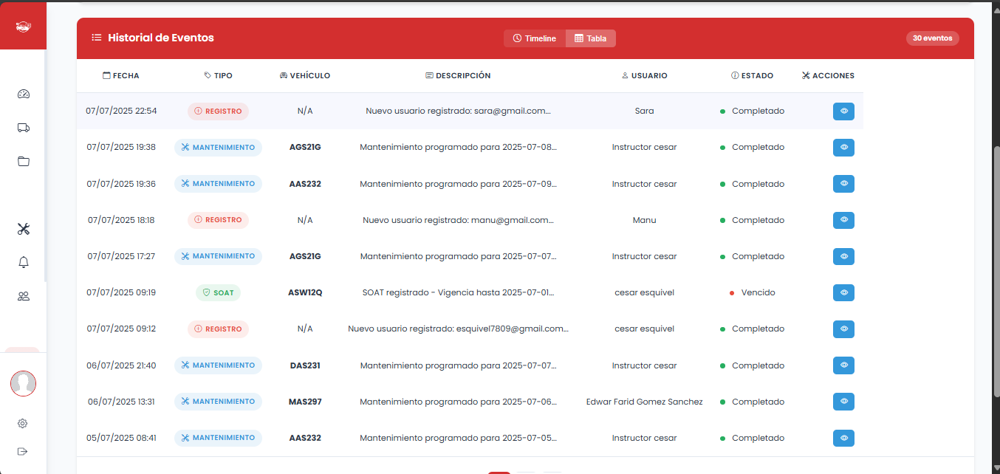 Historial de Eventos Timeline Tabla 30 eventos
FECHA TIPO VEHÍCULO DESCRIPCIÓN USUARIO ESTADO ACCIONES
07/07/2025 22:54 REGISTRO N/A Nuevo usuario registrado: sara@gmail.com... Sara Completado
07/07/2025 19:38 MANTENIMIENTO AGS21G Mantenimiento programado para 2025-07-08... Instructor cesar Completado
07/07/2025 19:36 MANTENIMIENTO AAS232 Mantenimiento programado para 2025-07-09... Instructor cesar Completado
07/07/2025 18:18 REGISTRO N/A Nuevo usuario registrado: manu@gmail.com... Manu Completado
07/07/2025 17:27 MANTENIMIENTO AGS21G Mantenimiento programado para 2025-07-07... Instructor cesar Completado
07/07/2025 09:19 SOAT ASW12Q SOAT registrado - Vigencia hasta 2025-07-01... cesar esquivel Vencido
07/07/2025 09:12 REGISTRO N/A Nuevo usuario registrado: esquivel7809@gmail.com... cesar esquivel Completado
06/07/2025 21:40 MANTENIMIENTO DAS231 Mantenimiento programado para 2025-07-07... Instructor cesar Completado
06/07/2025 13:31 MANTENIMIENTO MAS297 Mantenimiento programado para 2025-07-06... Edwar Farid Gomez Sanchez Completado
05/07/2025 08:41 MANTENIMIENTO AAS232 Mantenimiento programado para 2025-07-05... Instructor cesar Completado